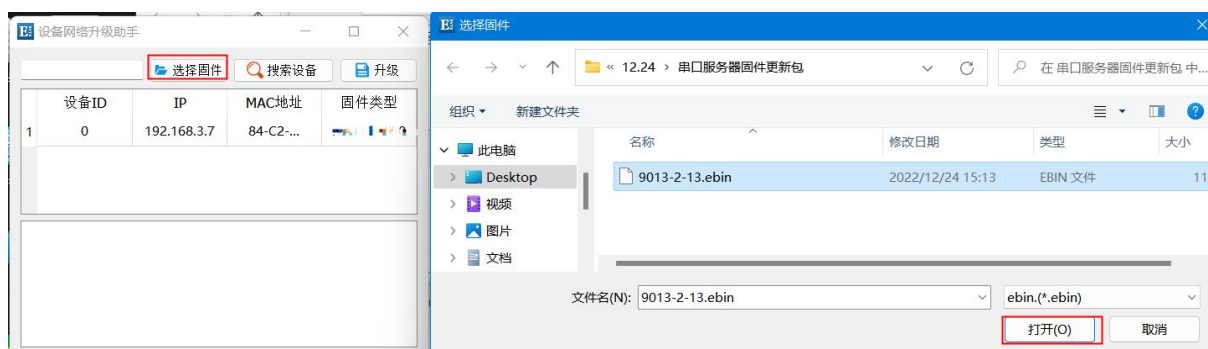 设备网络升级助手
选择固件
搜索设备
升级
设备ID
IP
MAC地址
固件类型
1
0
192.168.3.7
84-C2-...
选择固件
« 12.24 › 串口服务器固件更新包
在 串口服务器固件更新包 中...
组织
新建文件夹
此电脑
Desktop
视频
图片
文档
名称
修改日期
类型
大小
9013-2-13.ebin
2022/12/24 15:13
EBIN 文件
11
文件名(N):
9013-2-13.ebin
ebin.(*.ebin)
打开(O)
取消